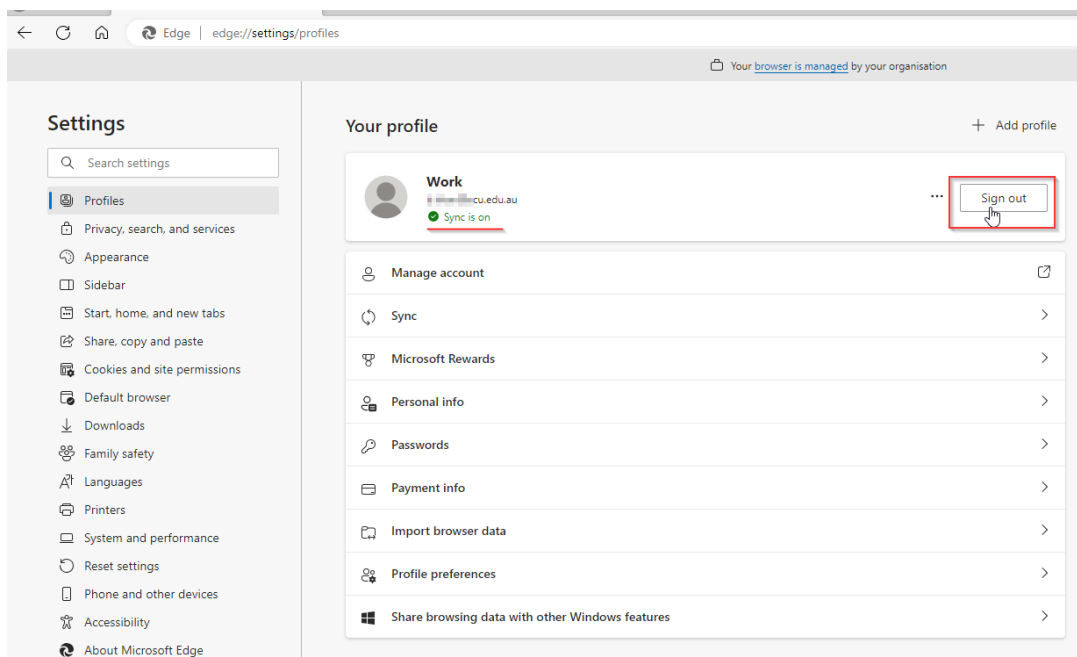 Edge | edge://settings/profiles
Your browser is managed by your organisation
Settings
Search settings
Profiles
Privacy, search, and services
Appearance
Sidebar
Start, home, and new tabs
Share, copy and paste
Cookies and site permissions
Default browser
Downloads
Family safety
Languages
Printers
System and performance
Reset settings
Phone and other devices
Accessibility
About Microsoft Edge
Your profile
Add profile
Work
cu.edu.au
Sync is on
Sign out
Manage account
Sync
Microsoft Rewards
Personal info
Passwords
Payment info
Import browser data
Profile preferences
Share browsing data with other Windows features